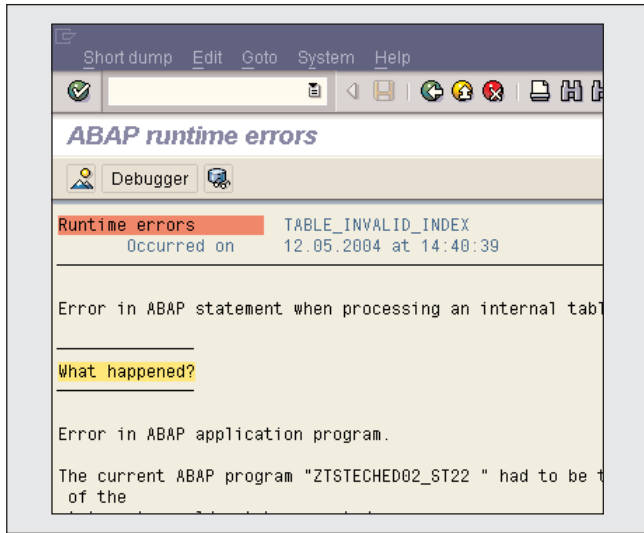 Short dump Edit Goto System Help
ABAP runtime errors
Debugger
Runtime errors TABLE_INVALID_INDEX
Occurred on 12.05.2004 at 14:40:39
Error in ABAP statement when processing an internal tabl
What happened?
Error in ABAP application program.
The current ABAP program "ZTSTECHED02_ST22 " had to be t
of the